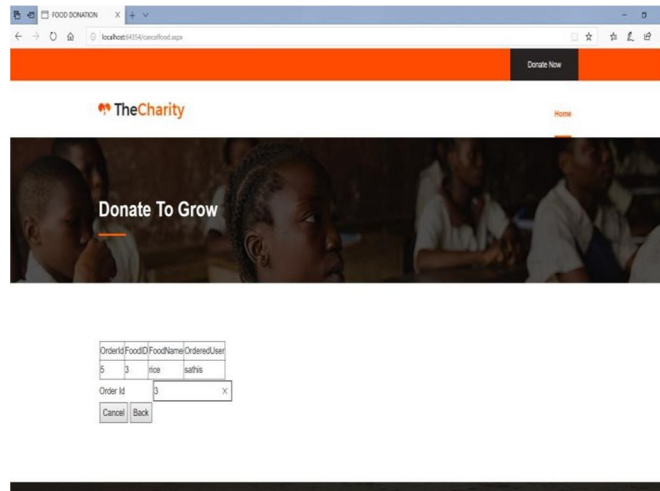 FOOD DONATION
localhost:64354/cancelfood.aspx
Donate Now
TheCharity
Home
Donate To Grow
OrderId FoodID FoodName OrderedUser
5 3 rice sathis
Order Id 3
Cancel Back